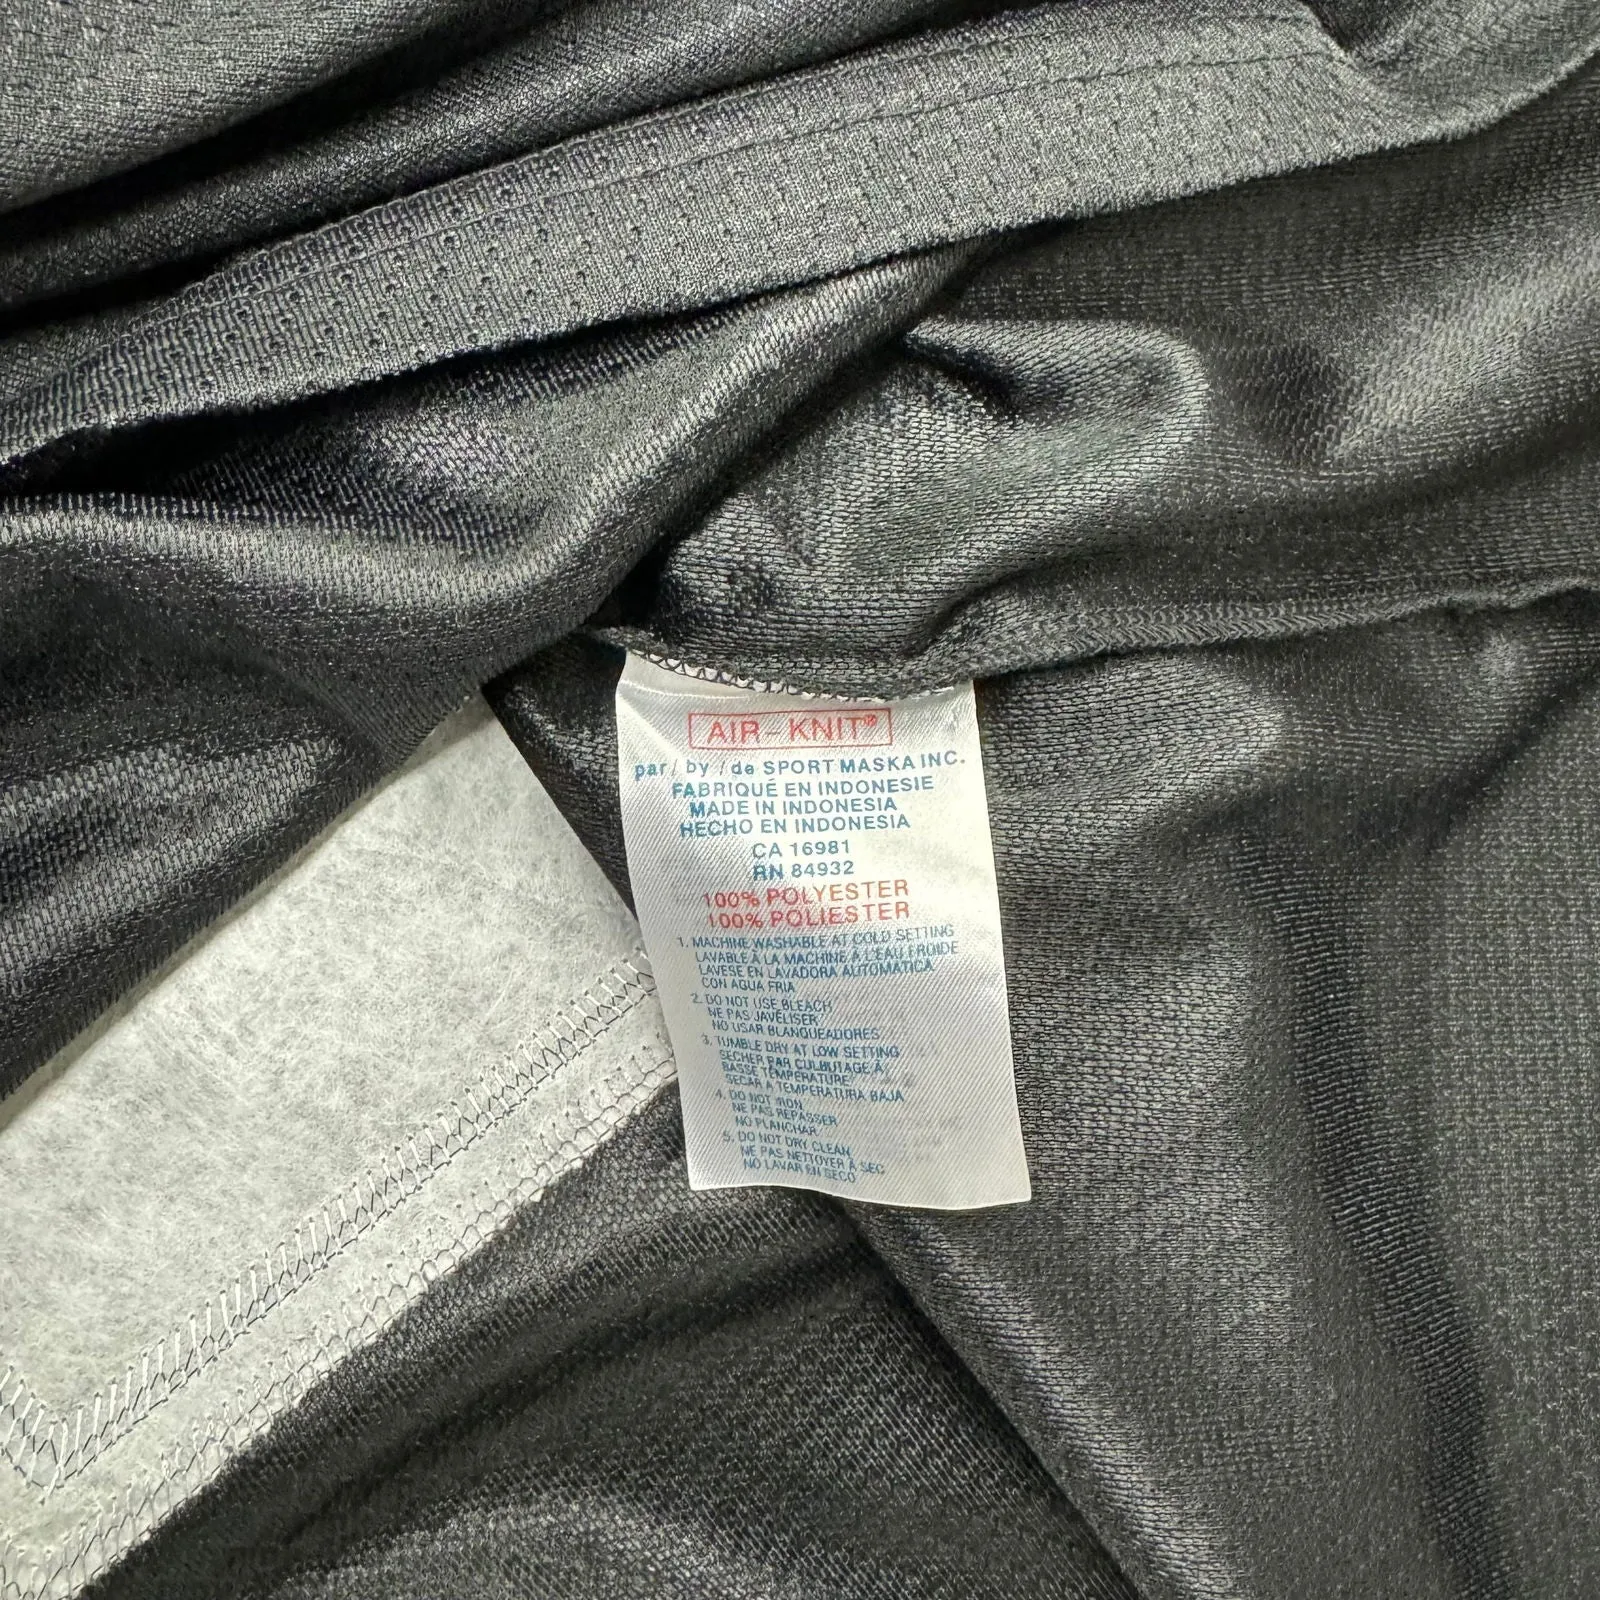 AIR-KNIT®
par / by / de SPORT MASKA INC.
FABRIQUE EN INDONESIE
MADE IN INDONESIA
HECHO EN INDONESIA
CA 16981
RN 84932
100% POLYESTER
100% POLIESTER
1. MACHINE WASHABLE AT COLD SETTING
LAVABLE À LA MACHINE À L'EAU FROIDE
LAVESE EN LAVADORA AUTOMATICA
CON AGUA FRIA
2. DO NOT USE BLEACH
NE PAS JAVÉLISER
NO USAR BLANQUEADORES
3. TUMBLE DRY AT LOW SETTING
SECHER PAR CULBUTAGE À
BASSE TEMPÉRATURE
SECAR A TEMPERATURA BAJA
4. DO NOT IRON
NE PAS REPASSER
NO PLANCHAR
5. DO NOT DRY CLEAN
NE PAS NETTOYER À SEC
NO LAVAR EN SECO